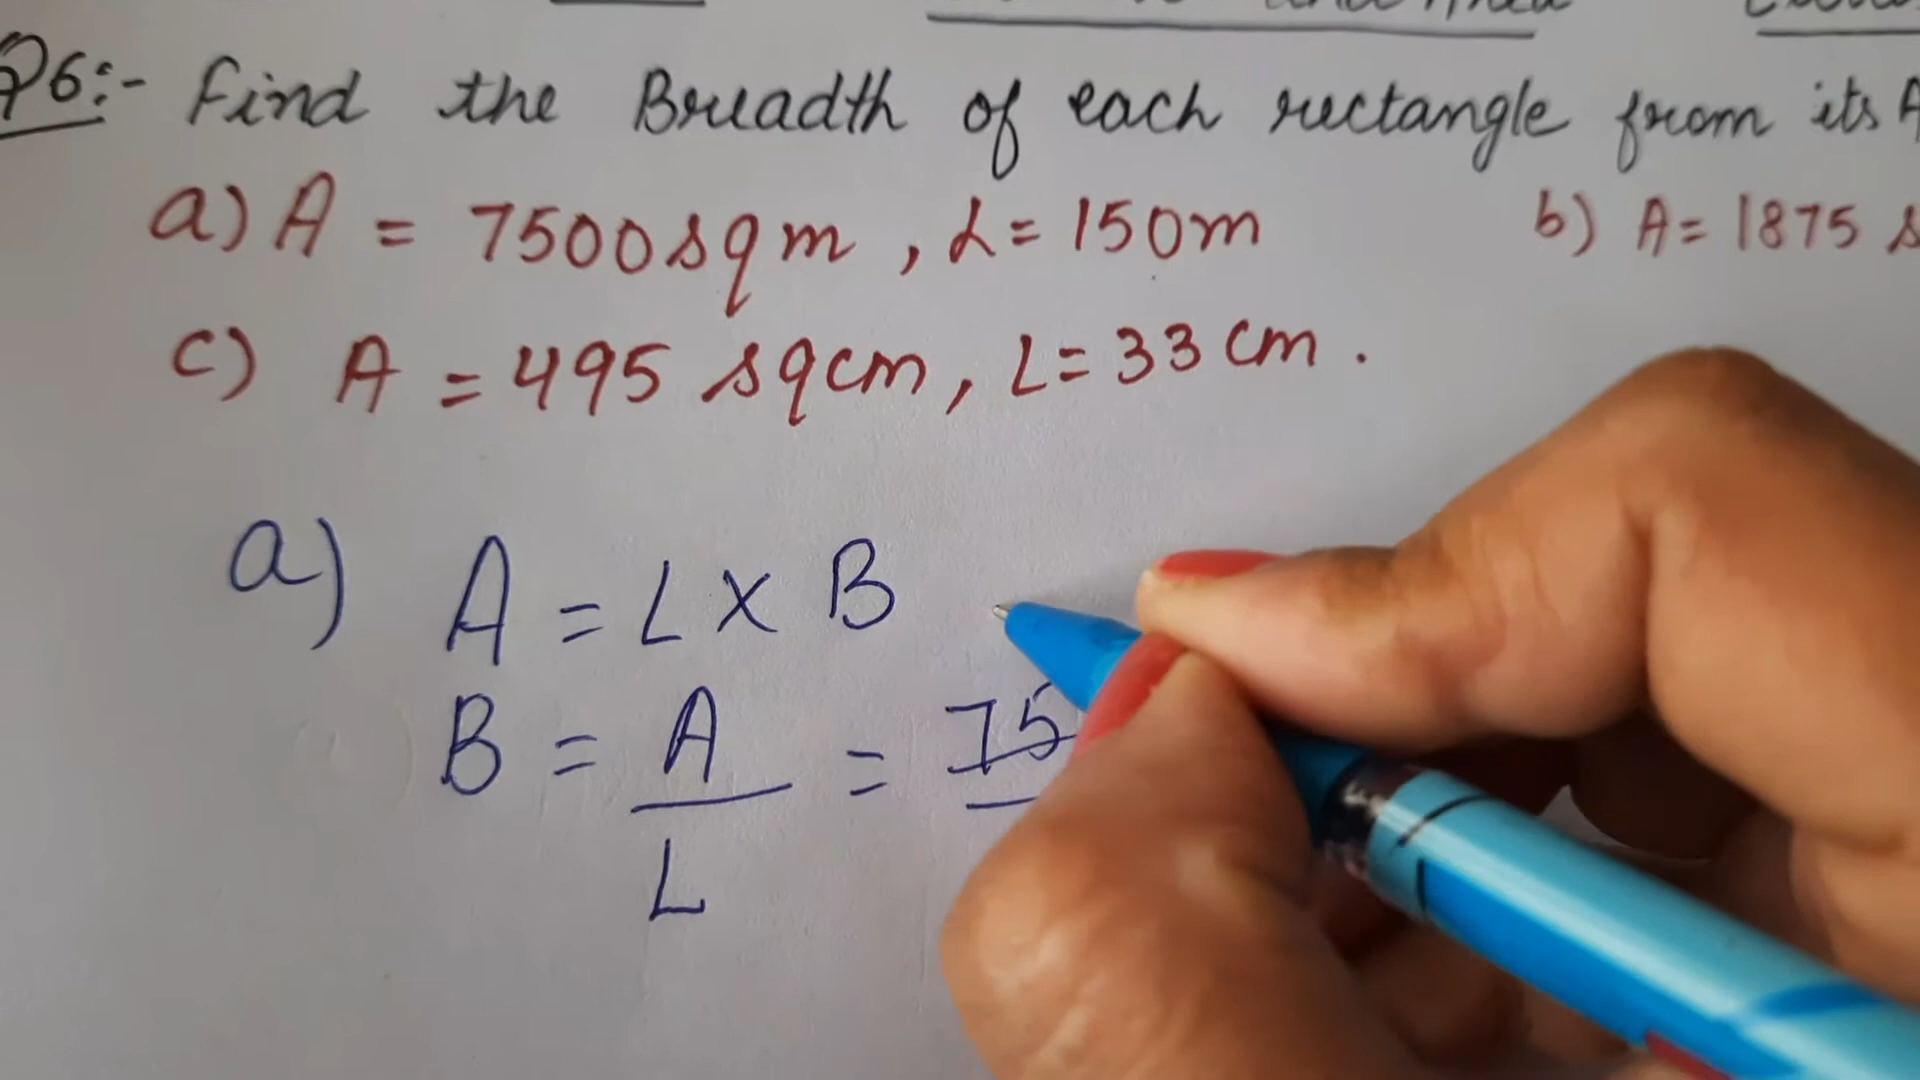 Q6:- Find the Breadth of each rectangle from its A
a) A = 7500 sq m , L = 150 m b) A = 1875 s
c) A = 495 sq cm , L = 33 cm .
a) A = L X B
B = A / L = 75